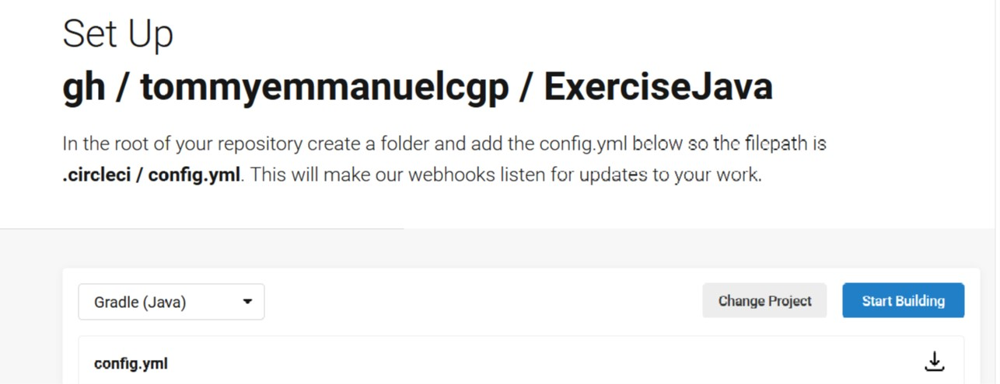 Set Up
gh / tommyemmanuelcgp / ExerciseJava
In the root of your repository create a folder and add the config.yml below so the filepath is
.circleci / config.yml. This will make our webhooks listen for updates to your work.
Gradle (Java)
Change Project
Start Building
config.yml